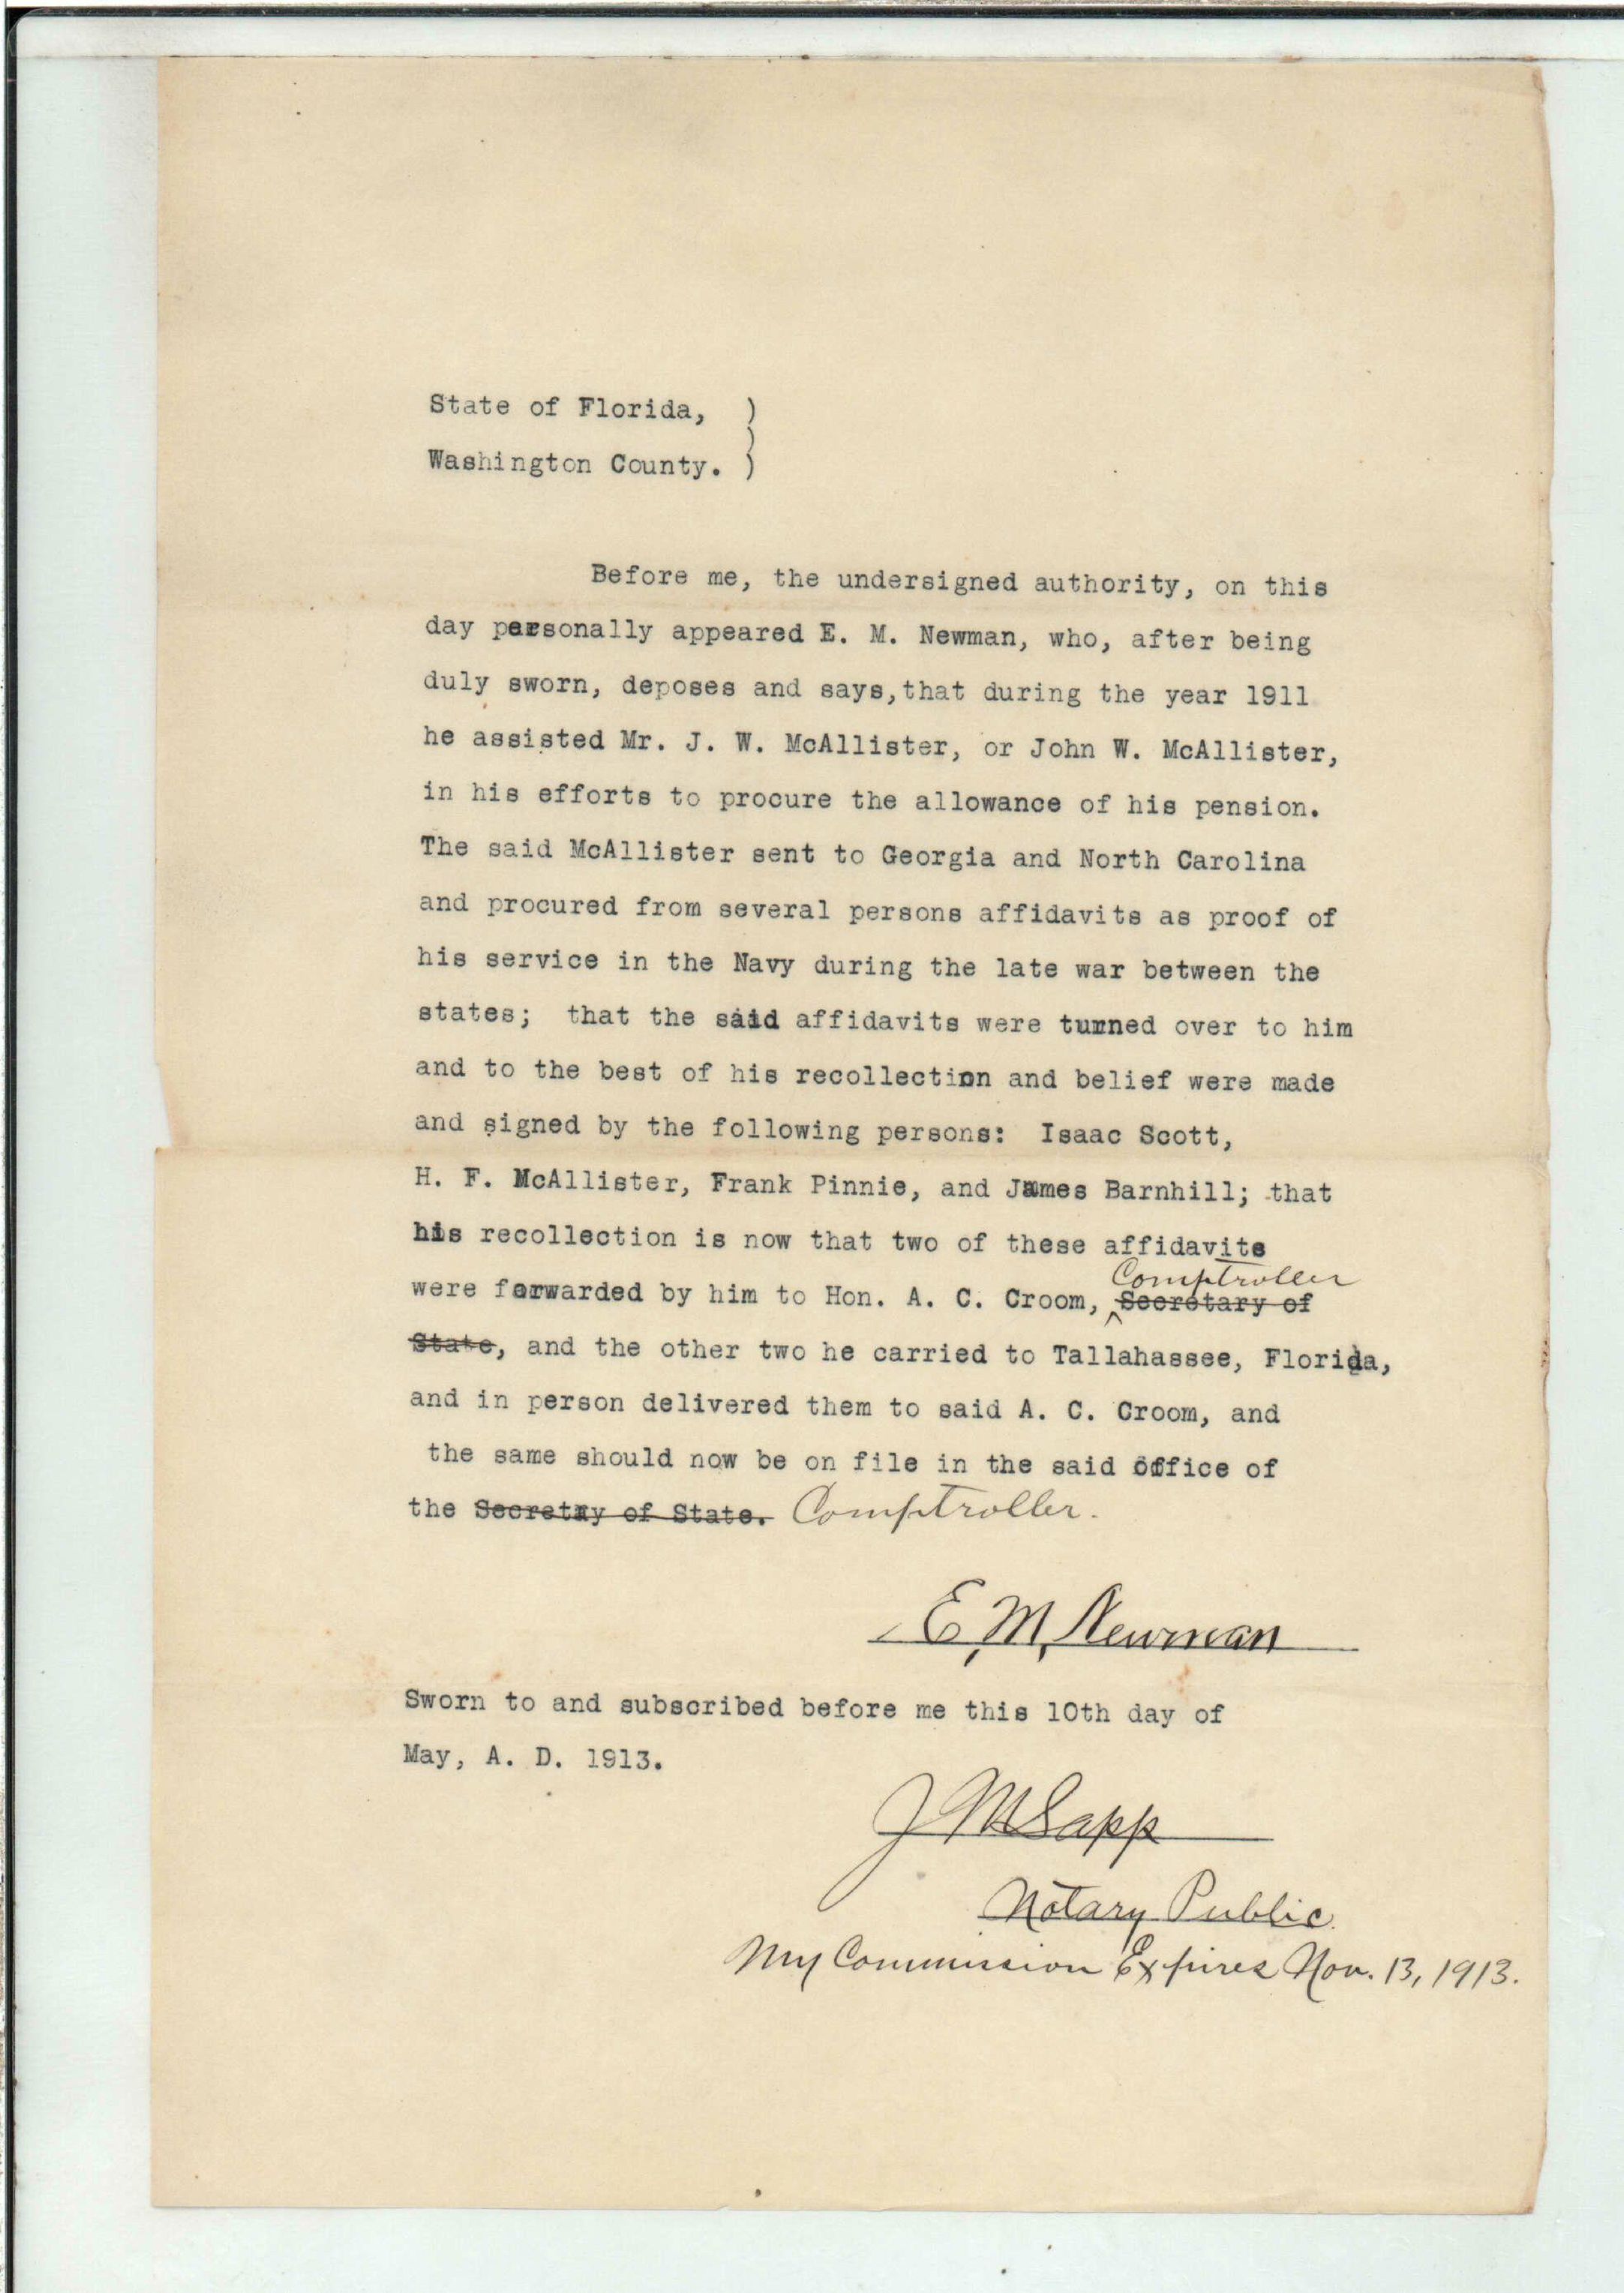 State of Florida, )
)
Washington County. )
Before me, the undersigned authority, on this
day personally appeared E. M. Newman, who, after being
duly sworn, deposes and says,that during the year 1911
he assisted Mr. J. W. McAllister, or John W. McAllister,
in his efforts to procure the allowance of his pension.
The said McAllister sent to Georgia and North Carolina
and procured from several persons affidavits as proof of
his service in the Navy during the late war between the
states; that the said affidavits were turned over to him
and to the best of his recollection and belief were made
and signed by the following persons: Isaac Scott,
H. F. McAllister, Frank Pinnie, and James Barnhill; that
his recollection is now that two of these affidavits
Comptroller
were forwarded by him to Hon. A. C. Croom, ^ Secretary of
State, and the other two he carried to Tallahassee, Florida,
and in person delivered them to said A. C. Croom, and
the same should now be on file in the said office of
the Secretay of State. Comptroller.
E. M. Newman
Sworn to and subscribed before me this 10th day of
May, A. D. 1913.
J M Sapp
Notary Public.
My Commission Expires Nov. 13, 1913.